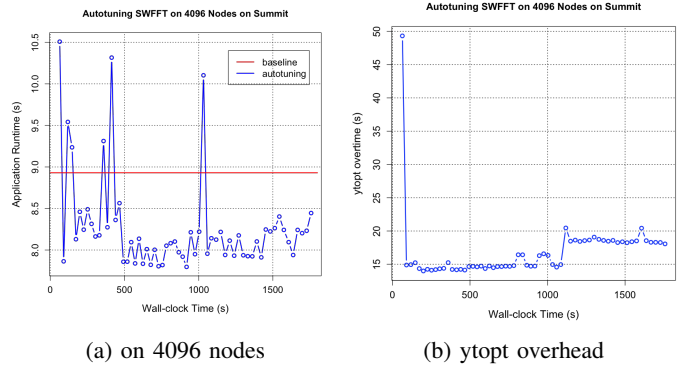 Autotuning SWFFT on 4096 Nodes on Summit
10.5
10.0
9.5
9.0
8.5
8.0
Application Runtime (s)
baseline
autotuning
0
500
1000
1500
Wall-clock Time (s)
(a) on 4096 nodes
Autotuning SWFFT on 4096 Nodes on Summit
50
45
40
35
30
25
20
15
ytopt overtime (s)
0
500
1000
1500
Wall-clock Time (s)
(b) ytopt overhead